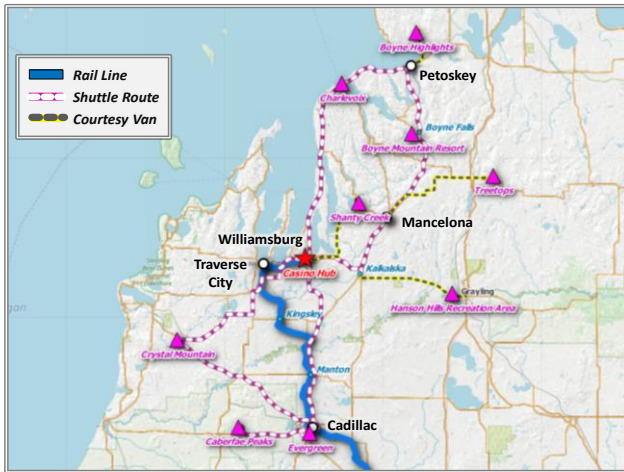 Rail Line
Shuttle Route
Courtesy Van
Boyne Highlights
Petoskey
Charlevoix
Boyne Falls
Boyne Mountain Resort
Treetops
Shanty Creek
Mancelona
Williamsburg
Traverse
City
Casino Hub
Kalkalska
Grayling
Hanson Hills Recreation Area
Kingsley
Crystal Mountain
Manton
Cadillac
Caberfae Peaks
Evergreen